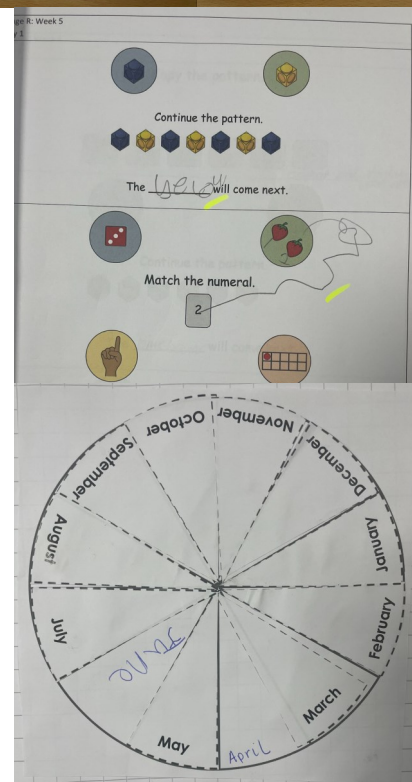 ge R: Week 5
y 1
Continue the pattern.
The yelow will come next.
Match the numeral.
2
October
November
September
December
August
January
July
February
JUNE
March
May
April